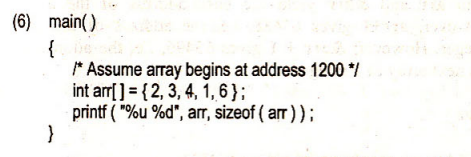 (6) main( )
{
/* Assume array begins at address 1200 */
int arr[ ] = { 2, 3, 4, 1, 6 } ;
printf ( "%u %d", arr, sizeof ( arr ) ) ;
}